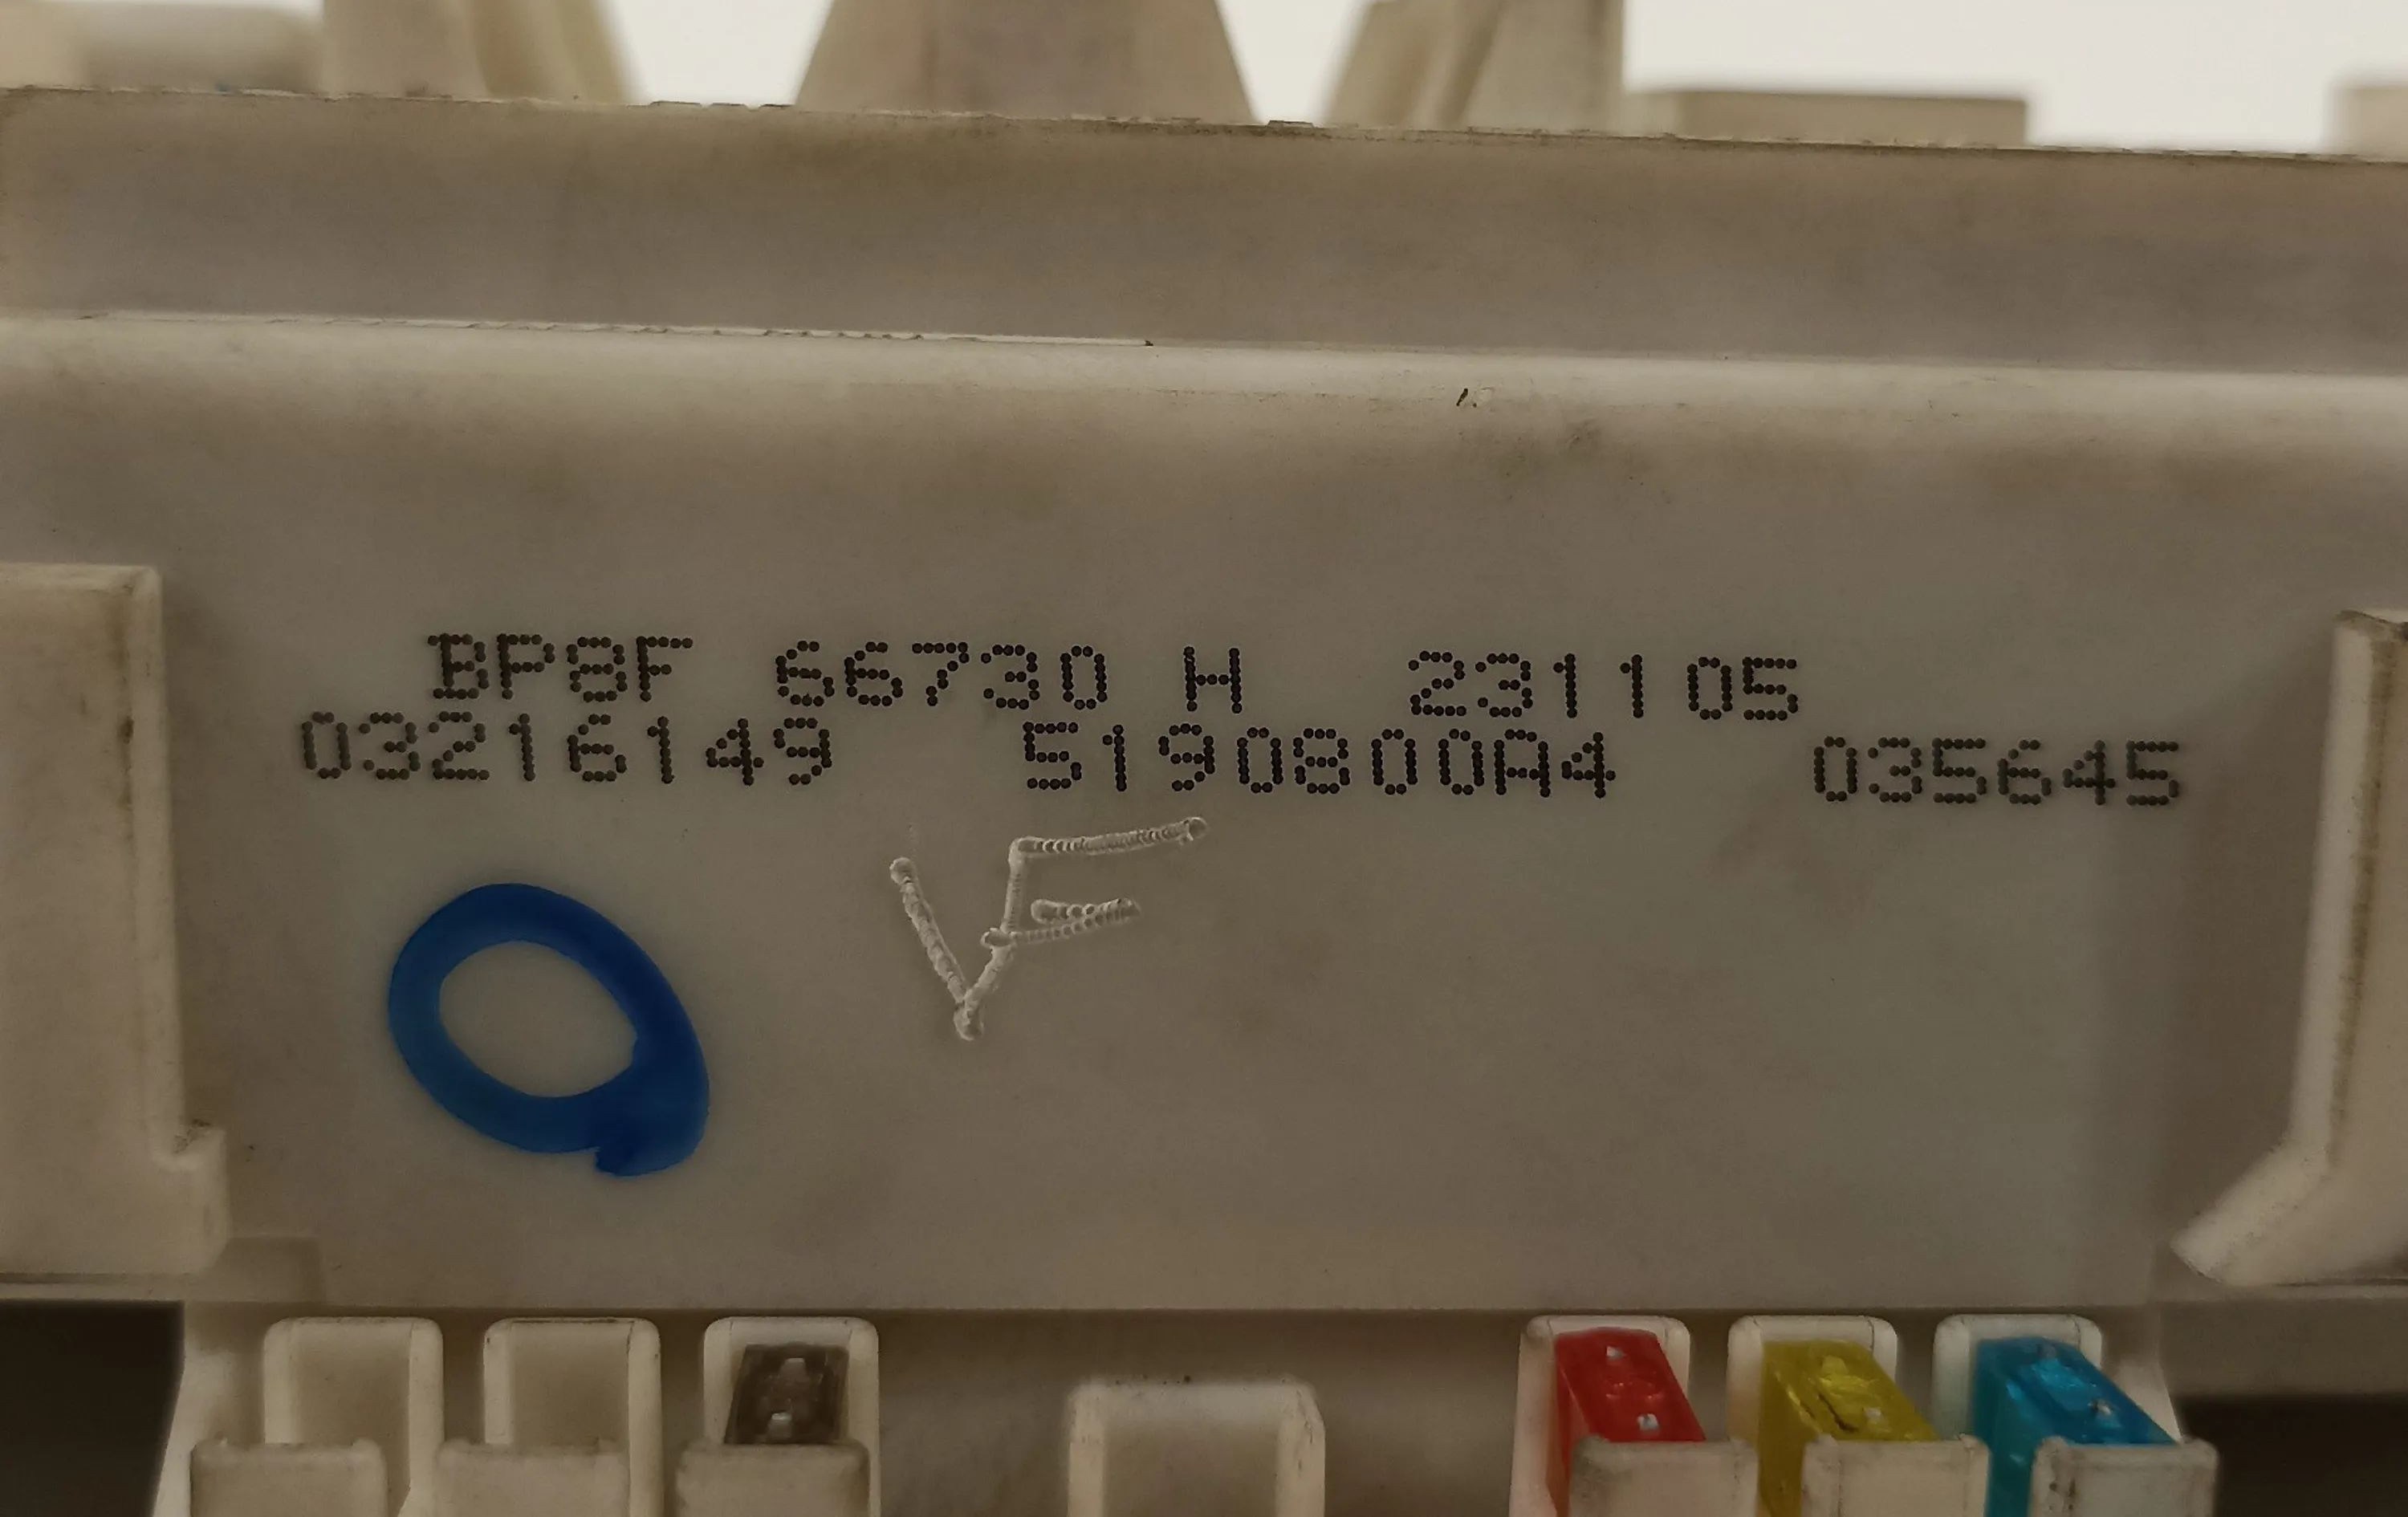 BP8F 66730 H 231105
03216149 5190800A4 035645
VF